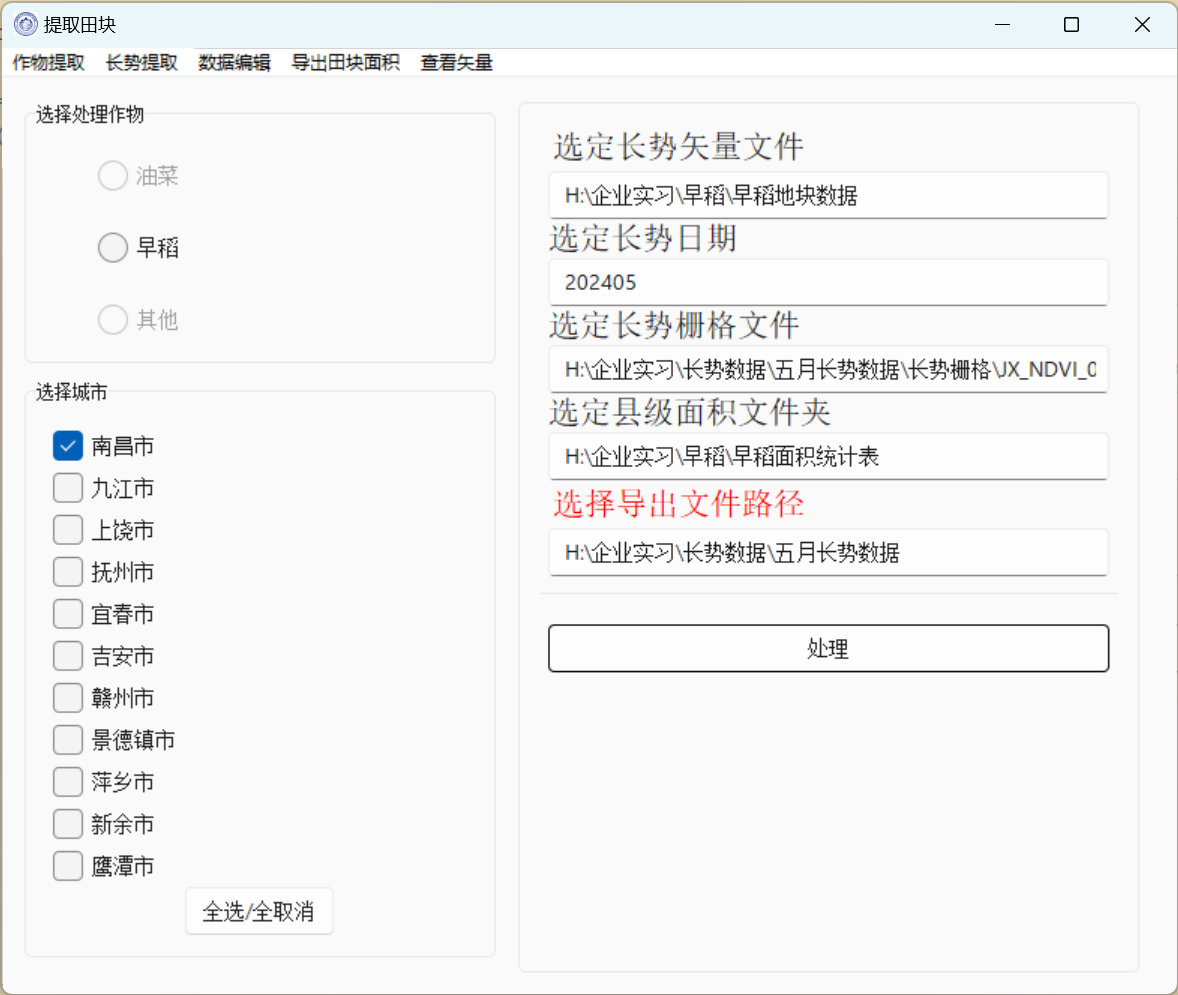 提取田块
作物提取 长势提取 数据编辑 导出田块面积 查看矢量
选择处理作物
油菜
早稻
其他
选择城市
南昌市
九江市
上饶市
抚州市
宜春市
吉安市
赣州市
景德镇市
萍乡市
新余市
鹰潭市
全选/全取消
选定长势矢量文件
H:\企业实习\早稻\早稻地块数据
选定长势日期
202405
选定长势栅格文件
H:\企业实习\长势数据\五月长势数据\长势栅格\JX_NDVI_0
选定县级面积文件夹
H:\企业实习\早稻\早稻面积统计表
选择导出文件路径
H:\企业实习\长势数据\五月长势数据
处理